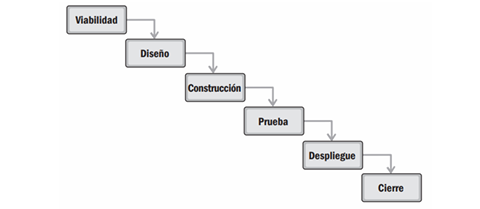 Viabilidad
Diseño
Construcción
Prueba
Despliegue
Cierre